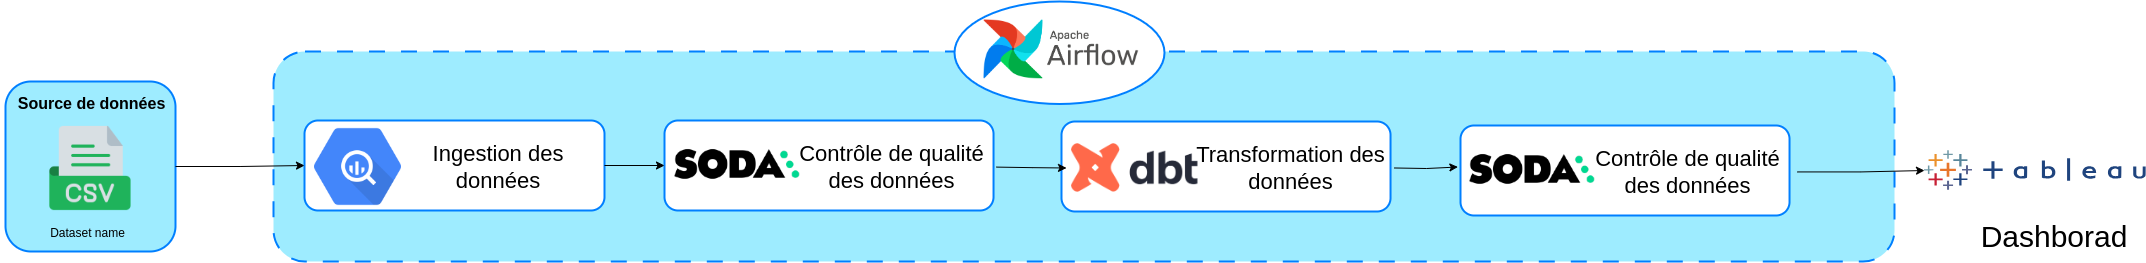 Apache
Airflow
Source de données
CSV
Dataset name
Ingestion des
données
SODA
Contrôle de qualité
des données
dbt
Transformation des
données
SODA
Contrôle de qualité
des données
+ableau
Dashborad